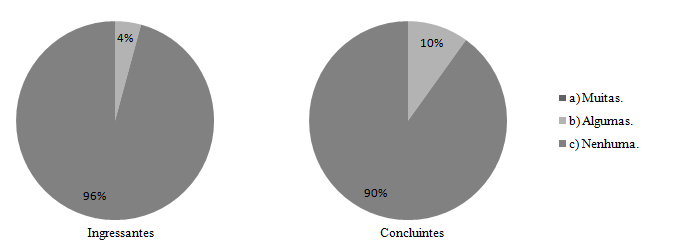 4%
96%
Ingressantes
10%
90%
Concluintes
a) Muitas.
b) Algumas.
c) Nenhuma.